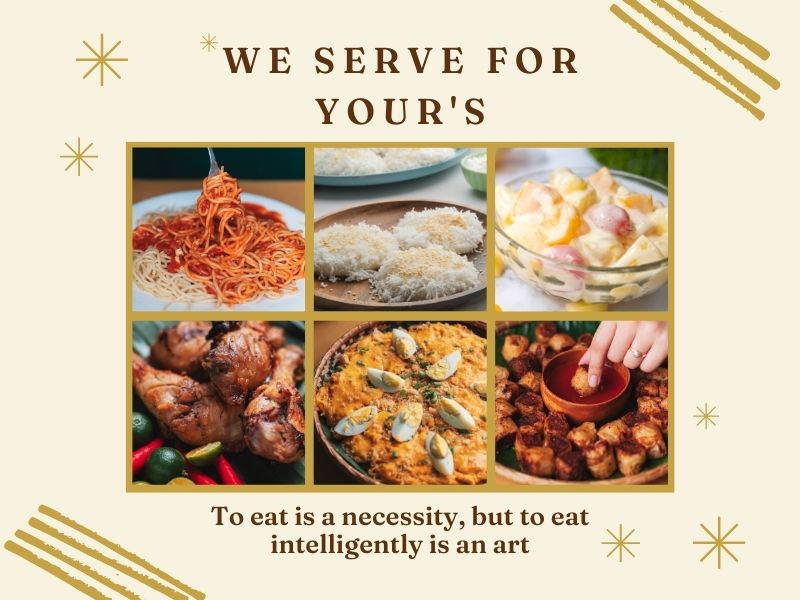 WE SERVE FOR
YOUR'S
To eat is a necessity, but to eat
intelligently is an art